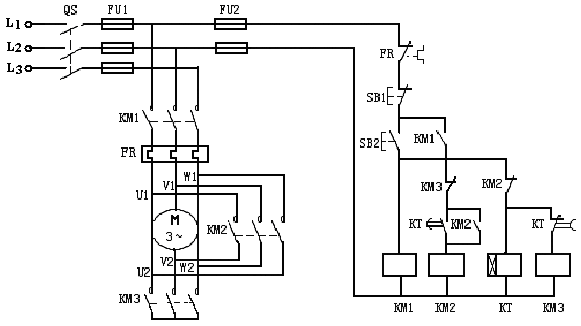 QS FU1 FU2
L1
L2 FR
L3
SB1
KM1
SB2 KM1
FR
W1
V1 KM3 KM2
U1
M KT KM2 KT
3~ KM2
V2 W2
U2
KM3 KM1 KM2 KT KM3